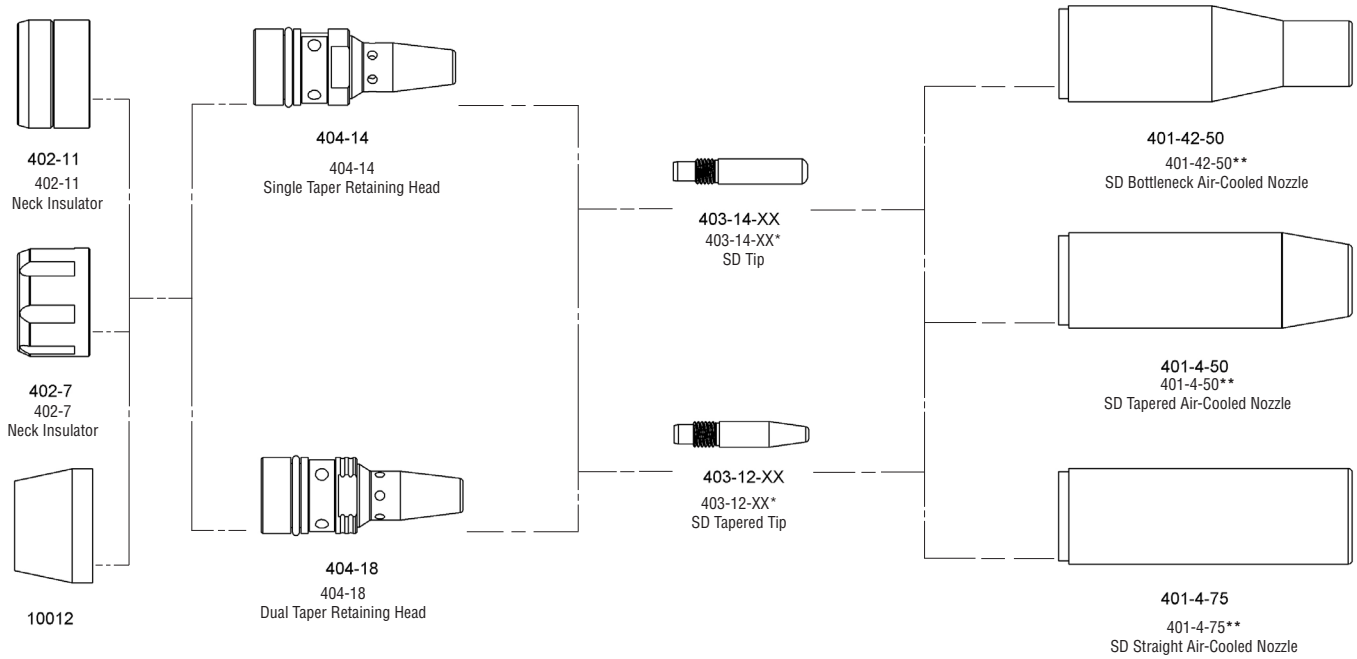 402-11
402-11
Neck Insulator
402-7
402-7
Neck Insulator
10012
404-14
404-14
Single Taper Retaining Head
404-18
404-18
Dual Taper Retaining Head
403-14-XX
403-14-XX*
SD Tip
403-12-XX
403-12-XX*
SD Tapered Tip
401-42-50
401-42-50**
SD Bottleneck Air-Cooled Nozzle
401-4-50
401-4-50**
SD Tapered Air-Cooled Nozzle
401-4-75
401-4-75**
SD Straight Air-Cooled Nozzle